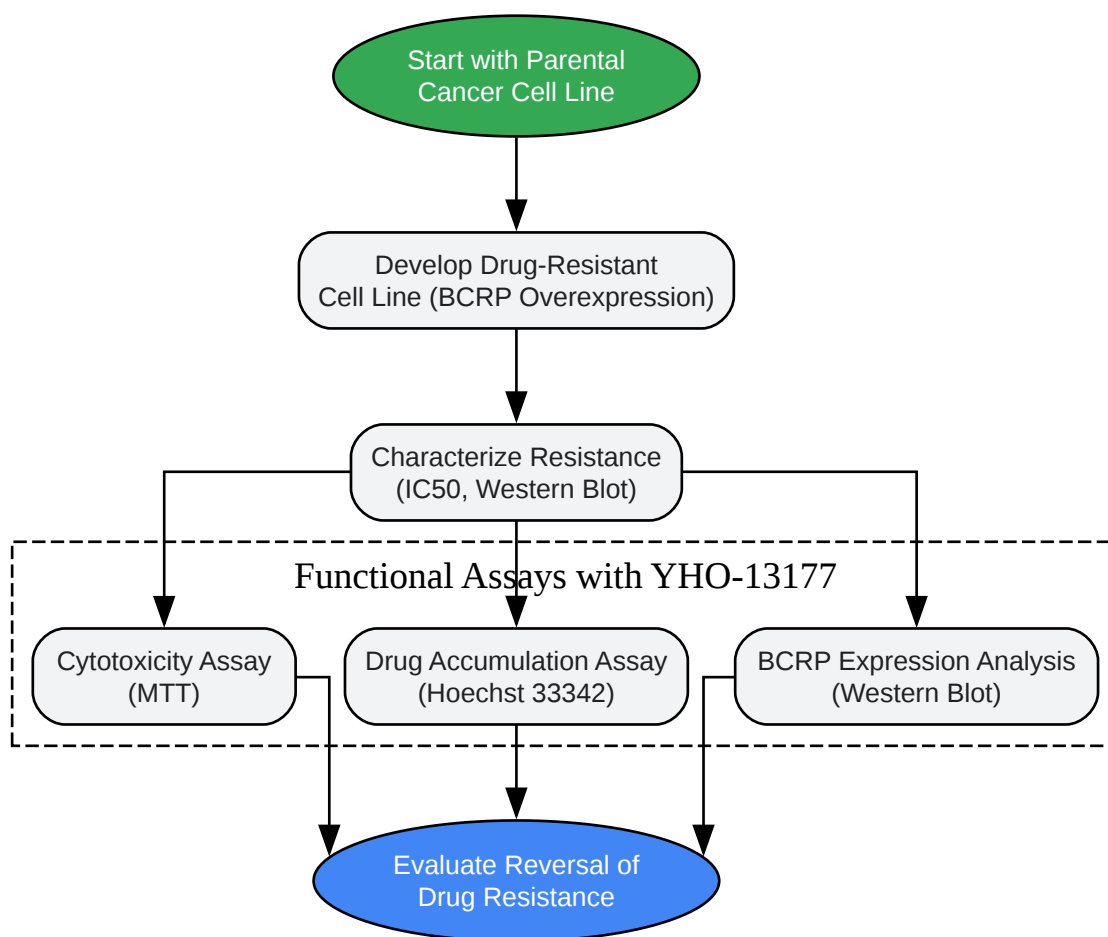 Start with Parental
Cancer Cell Line
Develop Drug-Resistant
Cell Line (BCRP Overexpression)
Characterize Resistance
(IC50, Western Blot)
Functional Assays with YHO-13177
Cytotoxicity Assay
(MTT)
Drug Accumulation Assay
(Hoechst 33342)
BCRP Expression Analysis
(Western Blot)
Evaluate Reversal of
Drug Resistance